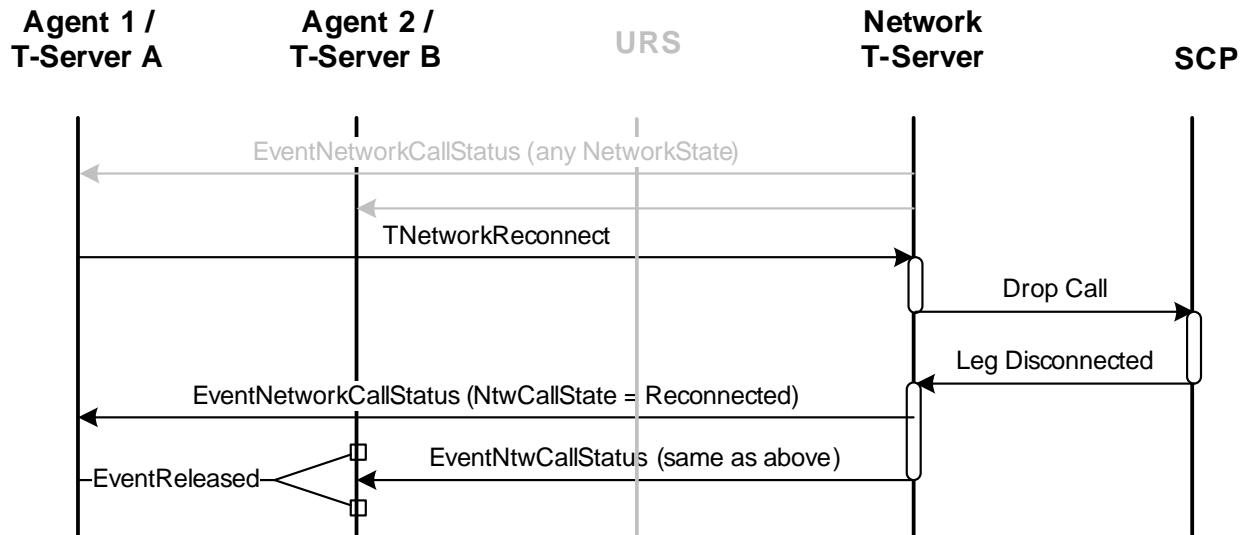 Agent 1 /
T-Server A
Agent 2 /
T-Server B
URS
Network
T-Server
SCP
EventNetworkCallStatus (any NetworkState)
TNetworkReconnect
Drop Call
Leg Disconnected
EventNetworkCallStatus (NtwCallState = Reconnected)
EventNtwCallStatus (same as above)
EventReleased